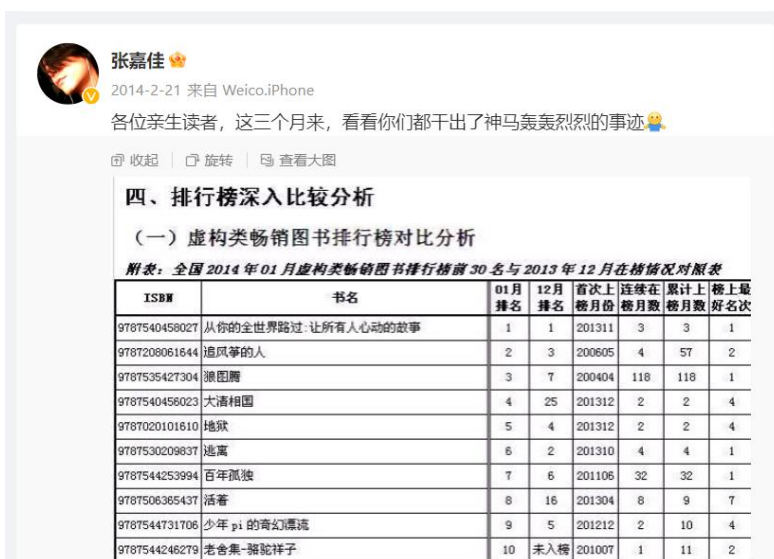 张嘉佳
2014-2-21 来自 Weico.iPhone
各位亲生读者，这三个月来，看看你们都干出了神马轰轰烈烈的事迹
收起 旋转 查看大图
四、排行榜深入比较分析
（一）虚构类畅销图书排行榜对比分析
附表：全国 2014 年 01 月虚构类畅销图书排行榜前 30 名与 2013 年 12 月在榜情况对照表
ISBN 书名 01月排名 12月排名 首次上榜月份 连续在榜月数 累计上榜月数 榜上最好名次
9787540458027 从你的全世界路过:让所有人心动的故事 1 1 201311 3 3 1
9787208061644 追风筝的人 2 3 200605 4 57 2
9787535427304 狼图腾 3 7 200404 118 118 1
9787540456023 大清相国 4 25 201312 2 2 4
9787020101610 地狱 5 4 201312 2 2 4
9787530209837 逃离 6 2 201310 4 4 1
9787544253994 百年孤独 7 6 201106 32 32 1
9787506365437 活着 8 16 201304 8 9 7
9787544731706 少年 pi 的奇幻漂流 9 5 201212 2 10 4
9787544246279 老舍集-骆驼祥子 10 未入榜 201007 1 11 2